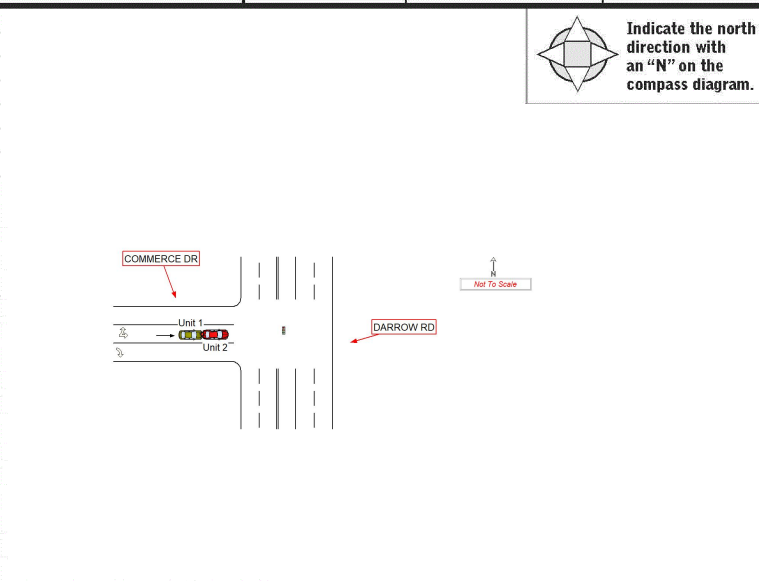 Indicate the north
direction with
an “N” on the
compass diagram.
COMMERCE DR
N
Not To Scale
Unit 1
DARROW RD
Unit 2